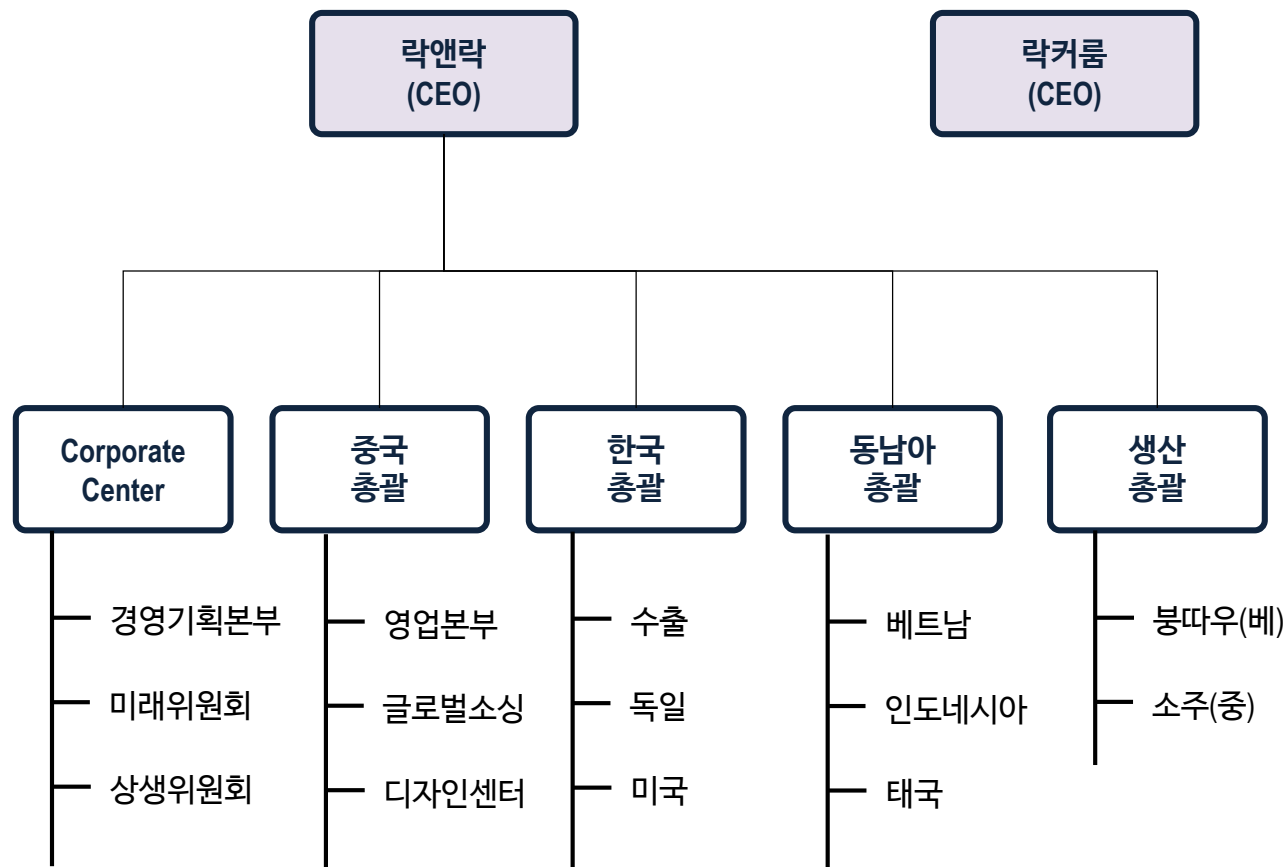 락앤락
(CEO)
락커룸
(CEO)
Corporate
Center
중국
총괄
한국
총괄
동남아
총괄
생산
총괄
경영기획본부
미래위원회
상생위원회
영업본부
글로벌소싱
디자인센터
수출
독일
미국
베트남
인도네시아
태국
붕따우(베)
소주(중)